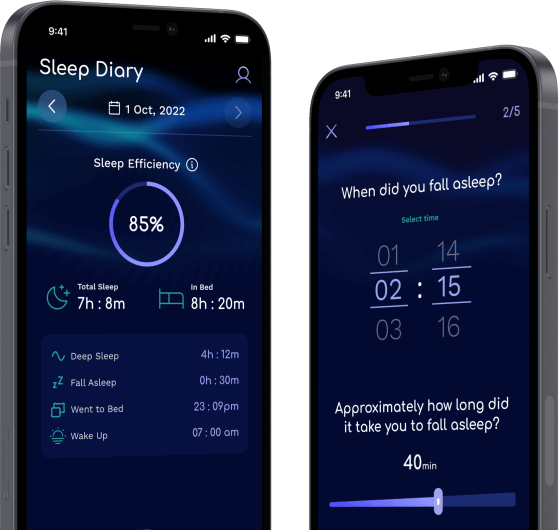 9:41
Sleep Diary
1 Oct, 2022
Sleep Efficiency
85%
Total Sleep
7h : 8m
In Bed
8h : 20m
Deep Sleep
4h : 12m
Fall Asleep
0h : 30m
Went to Bed
23 : 09pm
Wake Up
07 : 00 am
9:41
2/5
When did you fall asleep?
Select time
01 14
02 : 15
03 16
Approximately how long did
it take you to fall asleep?
40min